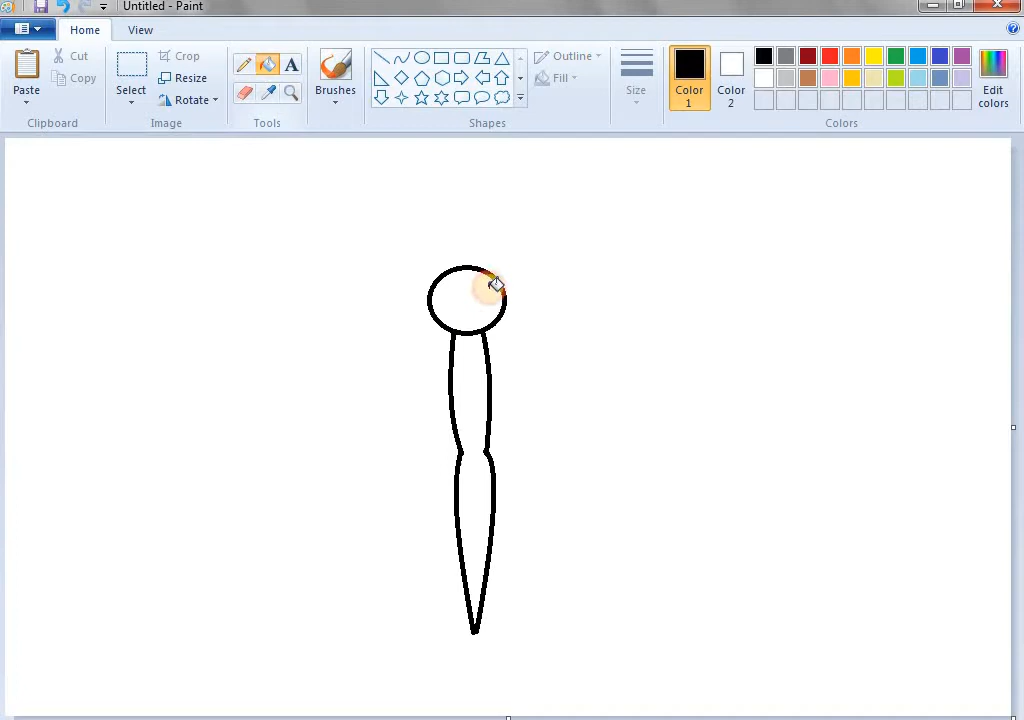 Untitled - Paint
Home View
Paste
Cut
Copy
Clipboard
Select
Crop
Resize
Rotate
Image
A
Tools
Brushes
Outline
Fill
Shapes
Size
Color 1
Color 2
Edit colors
Colors